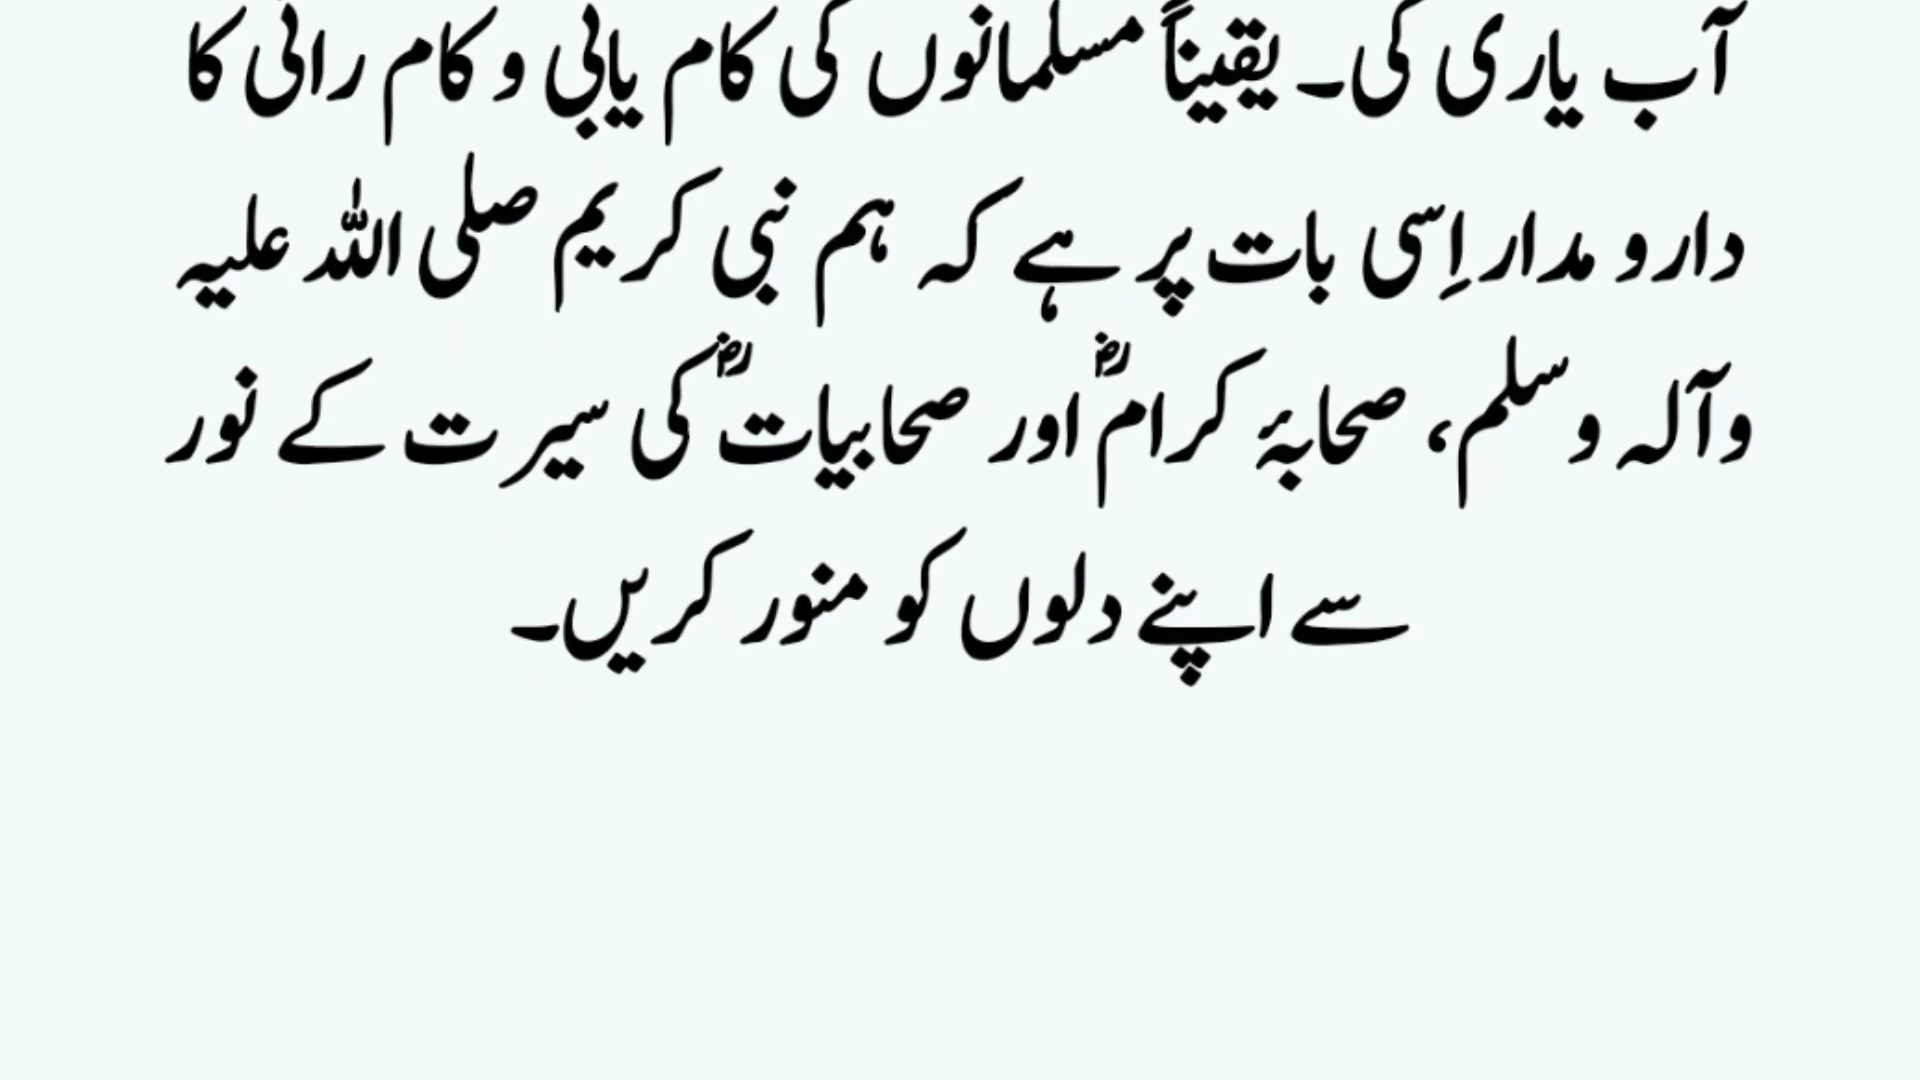 آب یاری کی۔ یقیناً مسلمانوں کی کام یابی و کام رانی کا
دارو مدار اِسی بات پر ہے کہ ہم نبی کریم صلی اللہ علیہ
وآلہ وسلم، صحابۂ کرامؓ اور صحابیاتؓ کی سیرت کے نور
سے اپنے دلوں کو منور کریں۔